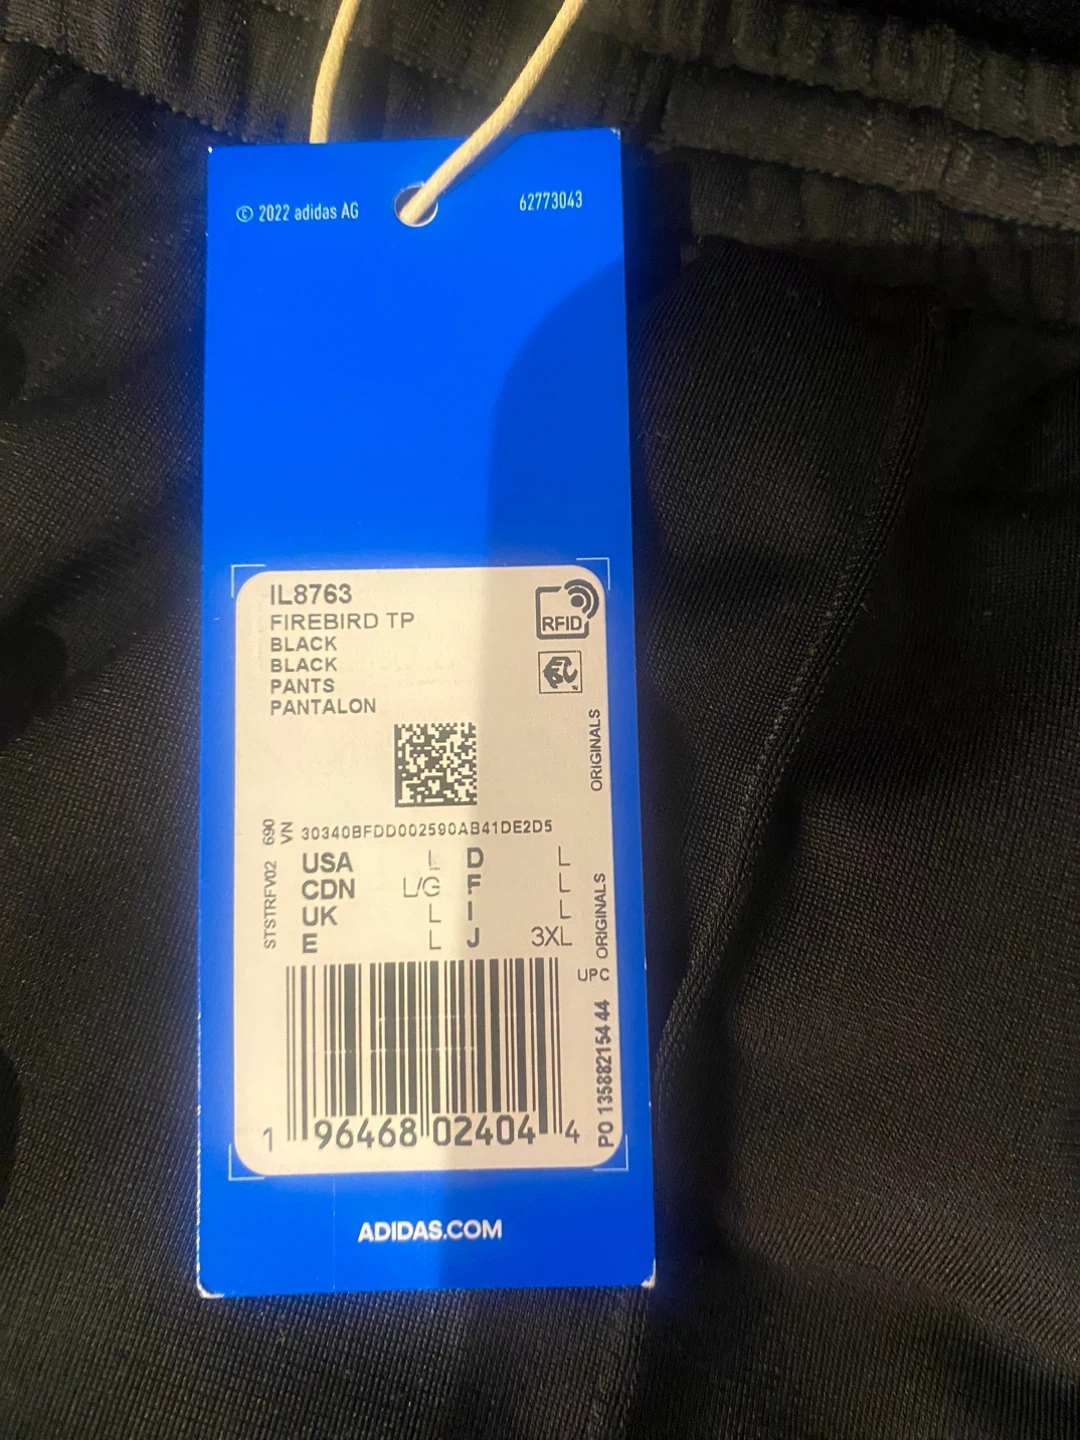 © 2022 adidas AG
62773043
IL8763
FIREBIRD TP
BLACK
BLACK
PANTS
PANTALON
RFID
ORIGINALS
STSTRFV02 690
VN
30340BFDD002590AB41DE2D5
USA L D L
CDN L/G F L
UK L I L
E L J 3XL
ORIGINALS
UPC
PO 135882154 44
1 96468 02404 4
ADIDAS.COM